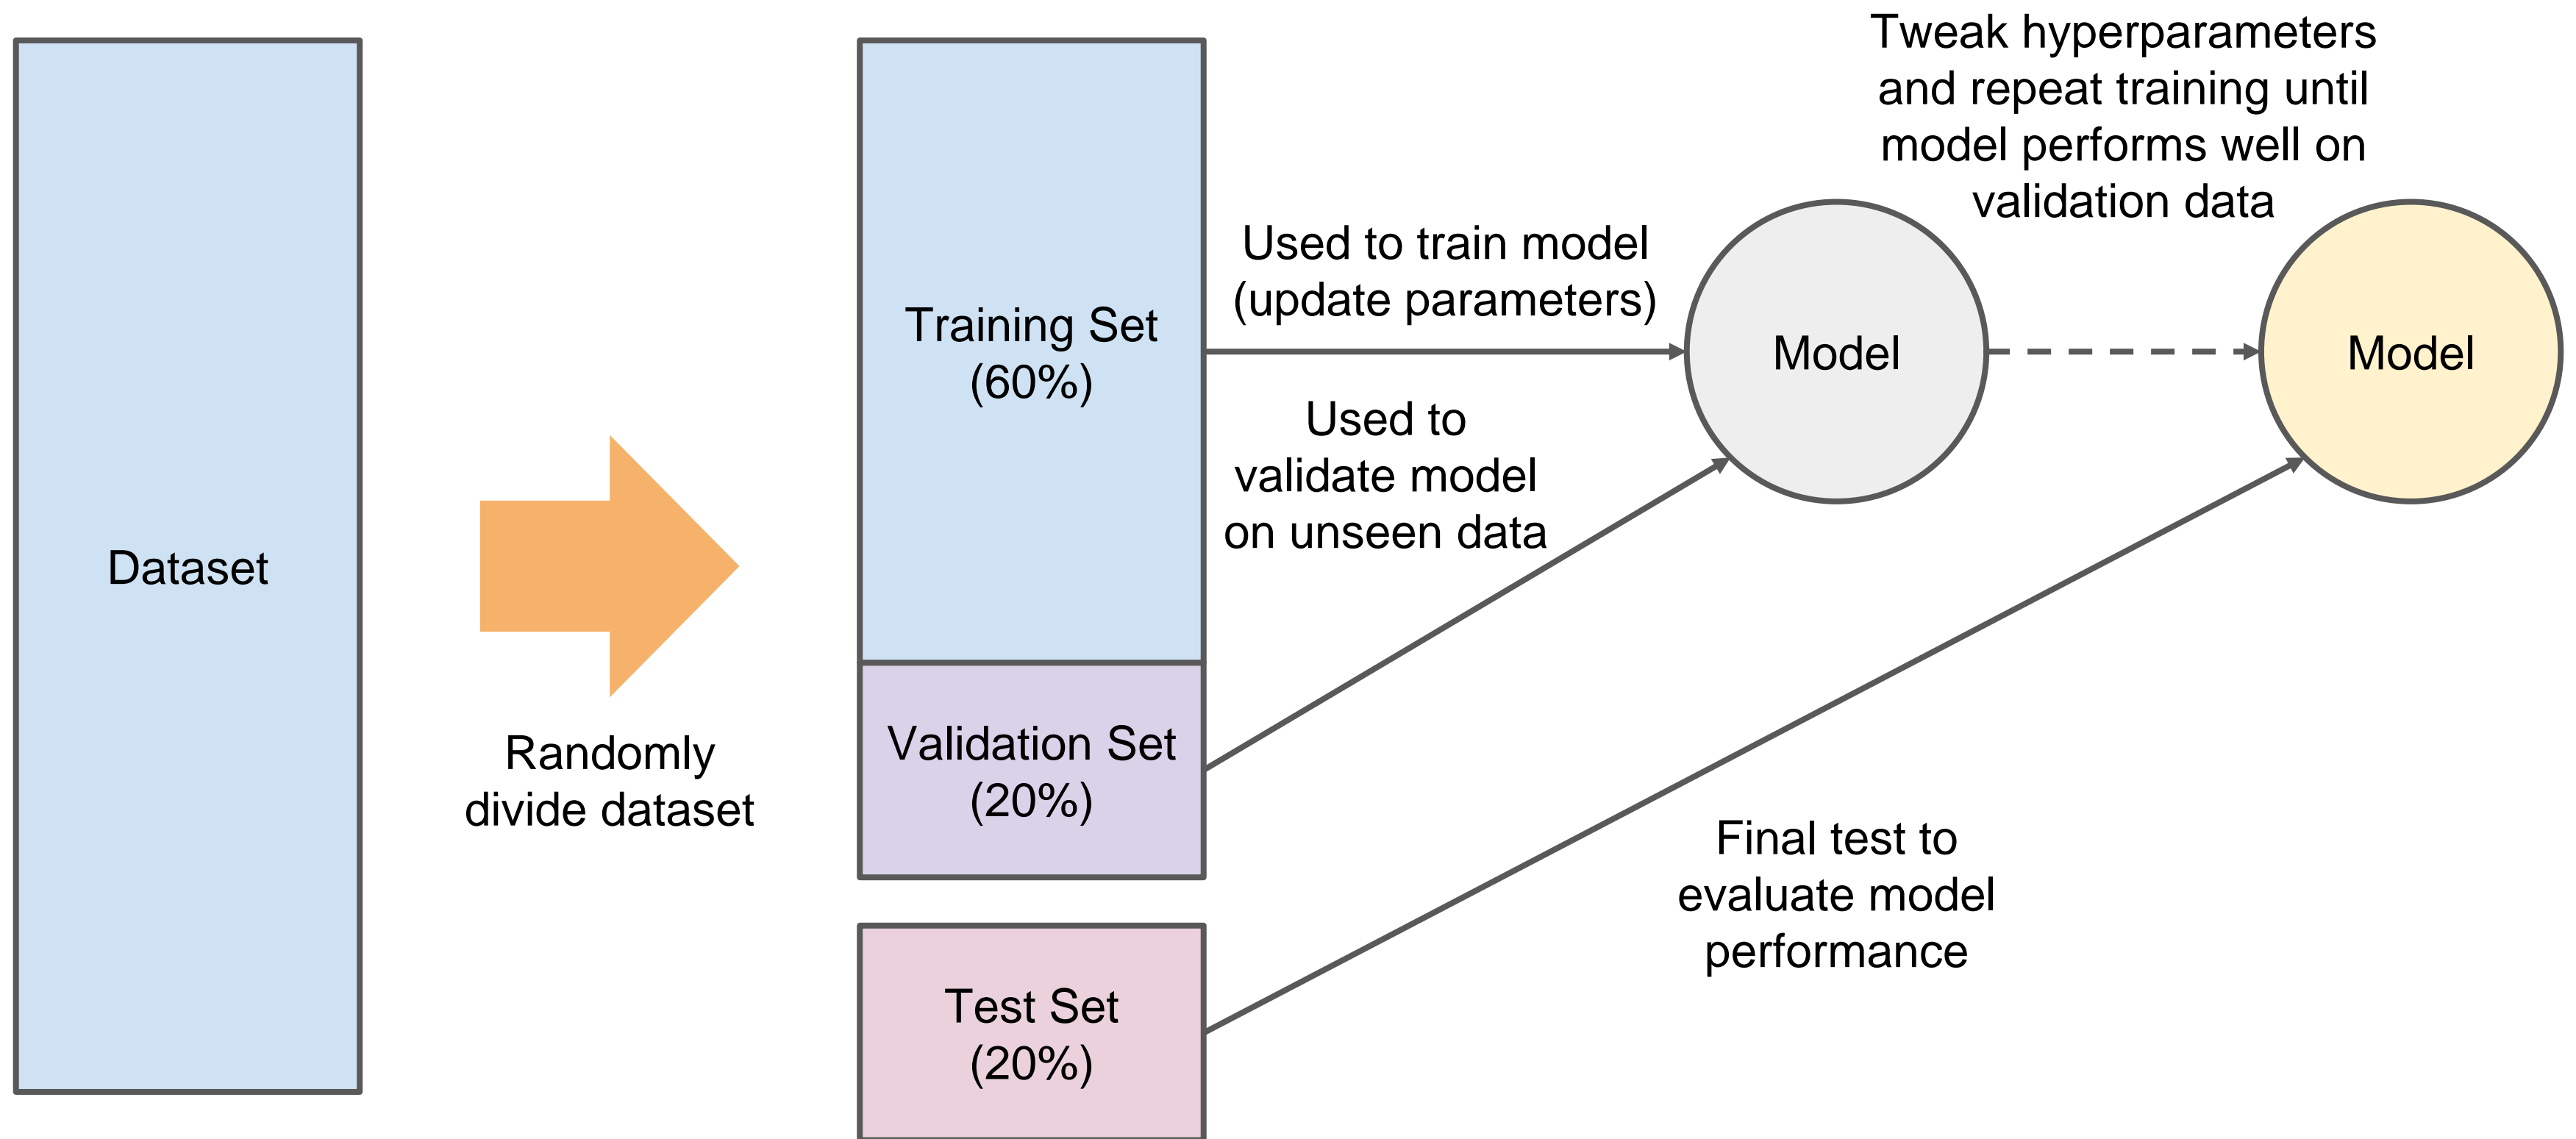 Dataset
Randomly
divide dataset
Training Set
(60%)
Validation Set
(20%)
Test Set
(20%)
Used to train model
(update parameters)
Used to
validate model
on unseen data
Model
Tweak hyperparameters
and repeat training until
model performs well on
validation data
Model
Final test to
evaluate model
performance